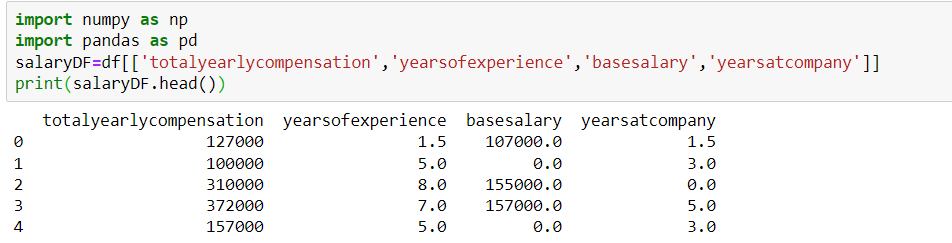 import numpy as np
import pandas as pd
salaryDF=df[['totalyearlycompensation','yearsofexperience','basesalary','yearsatcompany']]
print(salaryDF.head())
totalyearlycompensation yearsofexperience basesalary yearsatcompany
0 127000 1.5 107000.0 1.5
1 100000 5.0 0.0 3.0
2 310000 8.0 155000.0 0.0
3 372000 7.0 157000.0 5.0
4 157000 5.0 0.0 3.0